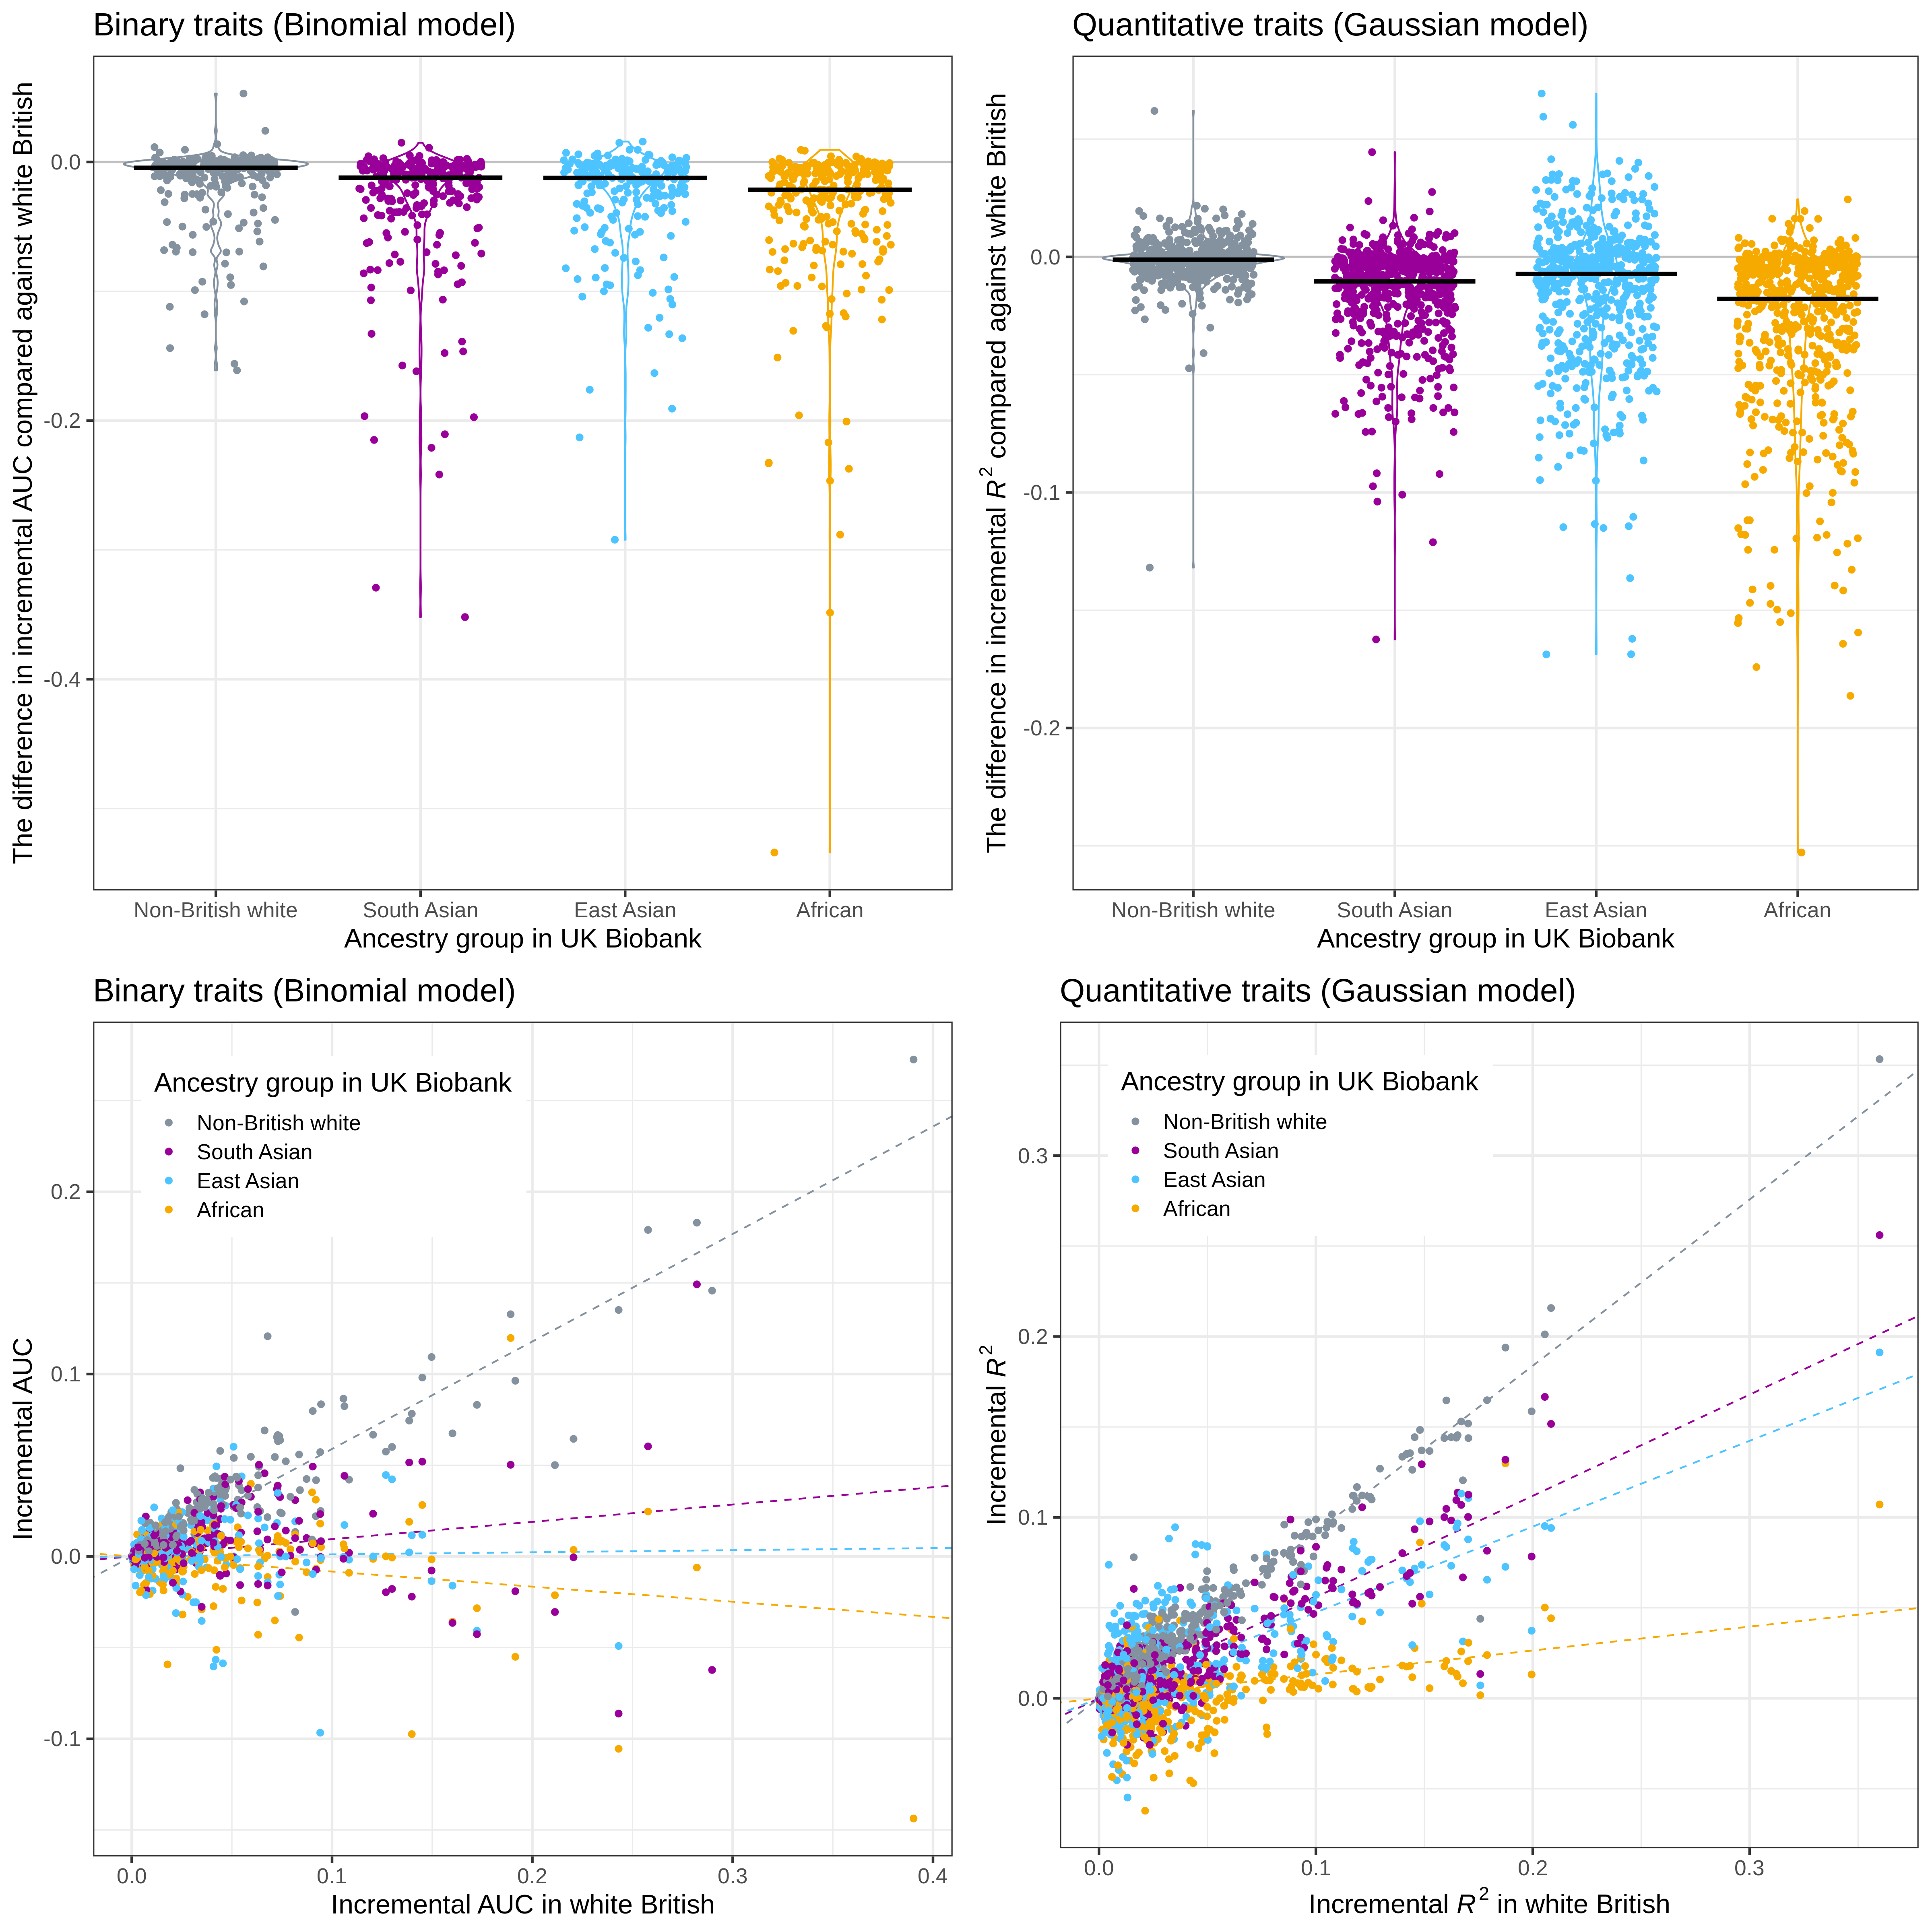 Binary traits (Binomial model)
The difference in incremental AUC compared against white British
0.0
-0.2
-0.4
Non-British white
South Asian
East Asian
African
Ancestry group in UK Biobank
Quantitative traits (Gaussian model)
The difference in incremental R² compared against white British
0.0
-0.1
-0.2
Non-British white
South Asian
East Asian
African
Ancestry group in UK Biobank
Binary traits (Binomial model)
Incremental AUC
0.2
0.1
0.0
-0.1
Ancestry group in UK Biobank
Non-British white
South Asian
East Asian
African
0.0
0.1
0.2
0.3
0.4
Incremental AUC in white British
Quantitative traits (Gaussian model)
Incremental R²
0.3
0.2
0.1
0.0
Ancestry group in UK Biobank
Non-British white
South Asian
East Asian
African
0.0
0.1
0.2
0.3
Incremental R² in white British